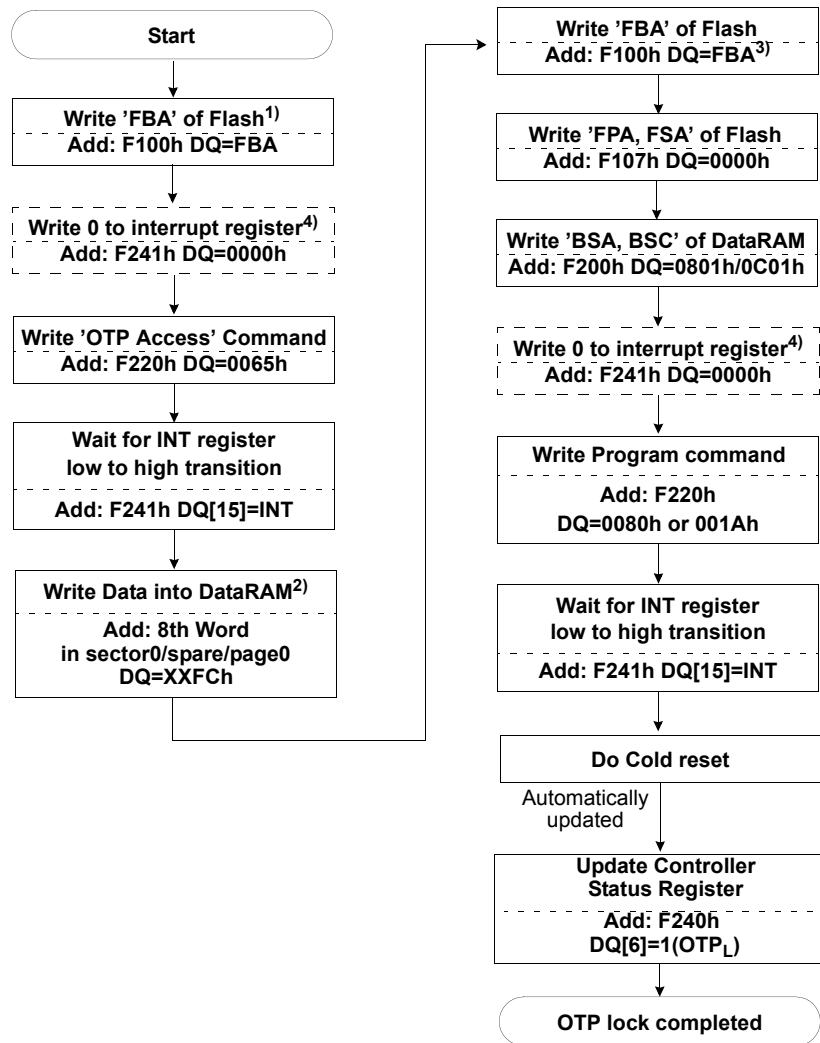 Start
Write ’FBA’ of Flash1)
Add: F100h DQ=FBA
Write 0 to interrupt register4)
Add: F241h DQ=0000h
Write ’OTP Access’ Command
Add: F220h DQ=0065h
Wait for INT register
low to high transition
Add: F241h DQ[15]=INT
Write Data into DataRAM2)
Add: 8th Word
in sector0/spare/page0
DQ=XXFCh
Write ’FBA’ of Flash
Add: F100h DQ=FBA3)
Write ’FPA, FSA’ of Flash
Add: F107h DQ=0000h
Write ’BSA, BSC’ of DataRAM
Add: F200h DQ=0801h/0C01h
Write 0 to interrupt register4)
Add: F241h DQ=0000h
Write Program command
Add: F220h
DQ=0080h or 001Ah
Wait for INT register
low to high transition
Add: F241h DQ[15]=INT
Do Cold reset
Automatically
updated
Update Controller
Status Register
Add: F240h
DQ[6]=1(OTPL)
OTP lock completed